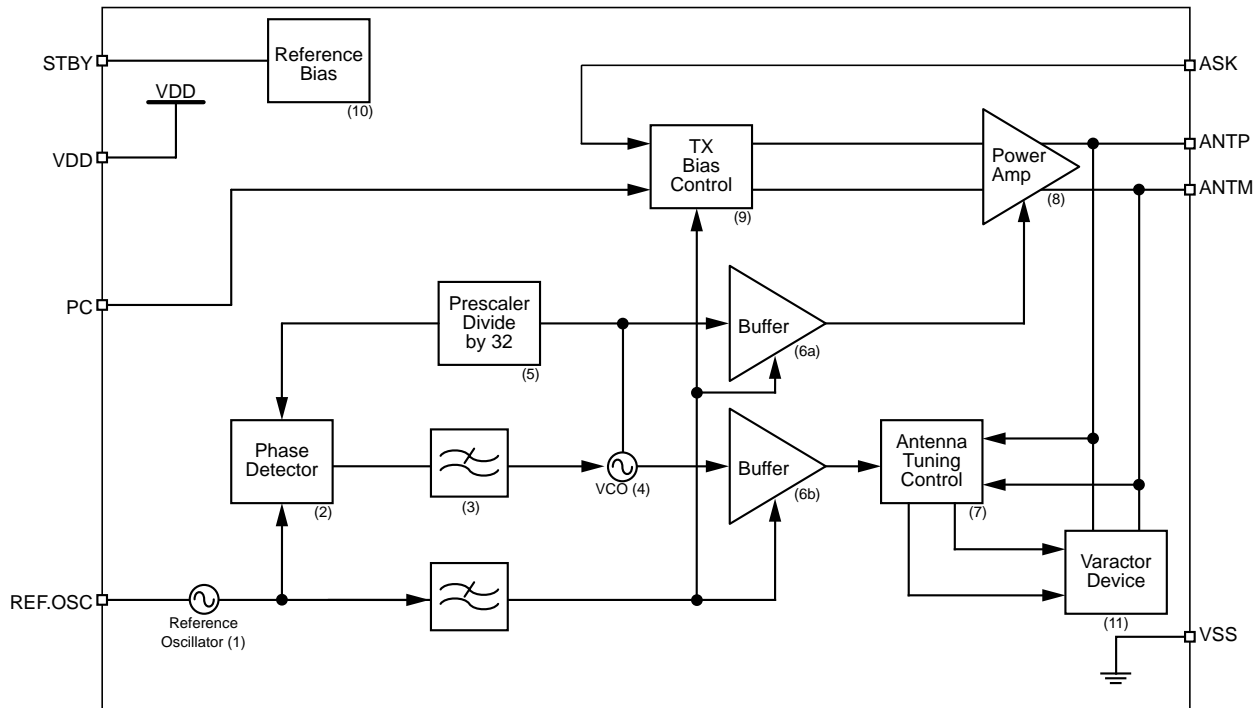 STBY
Reference
Bias
(10)
VDD
VDD
ASK
TX
Bias
Control
(9)
Power
Amp
(8)
ANTP
ANTM
PC
Prescaler
Divide
by 32
(5)
Buffer
(6a)
Phase
Detector
(2)
(3)
VCO (4)
Buffer
(6b)
Antenna
Tuning
Control
(7)
REF.OSC
Reference
Oscillator (1)
Varactor
Device
(11)
VSS